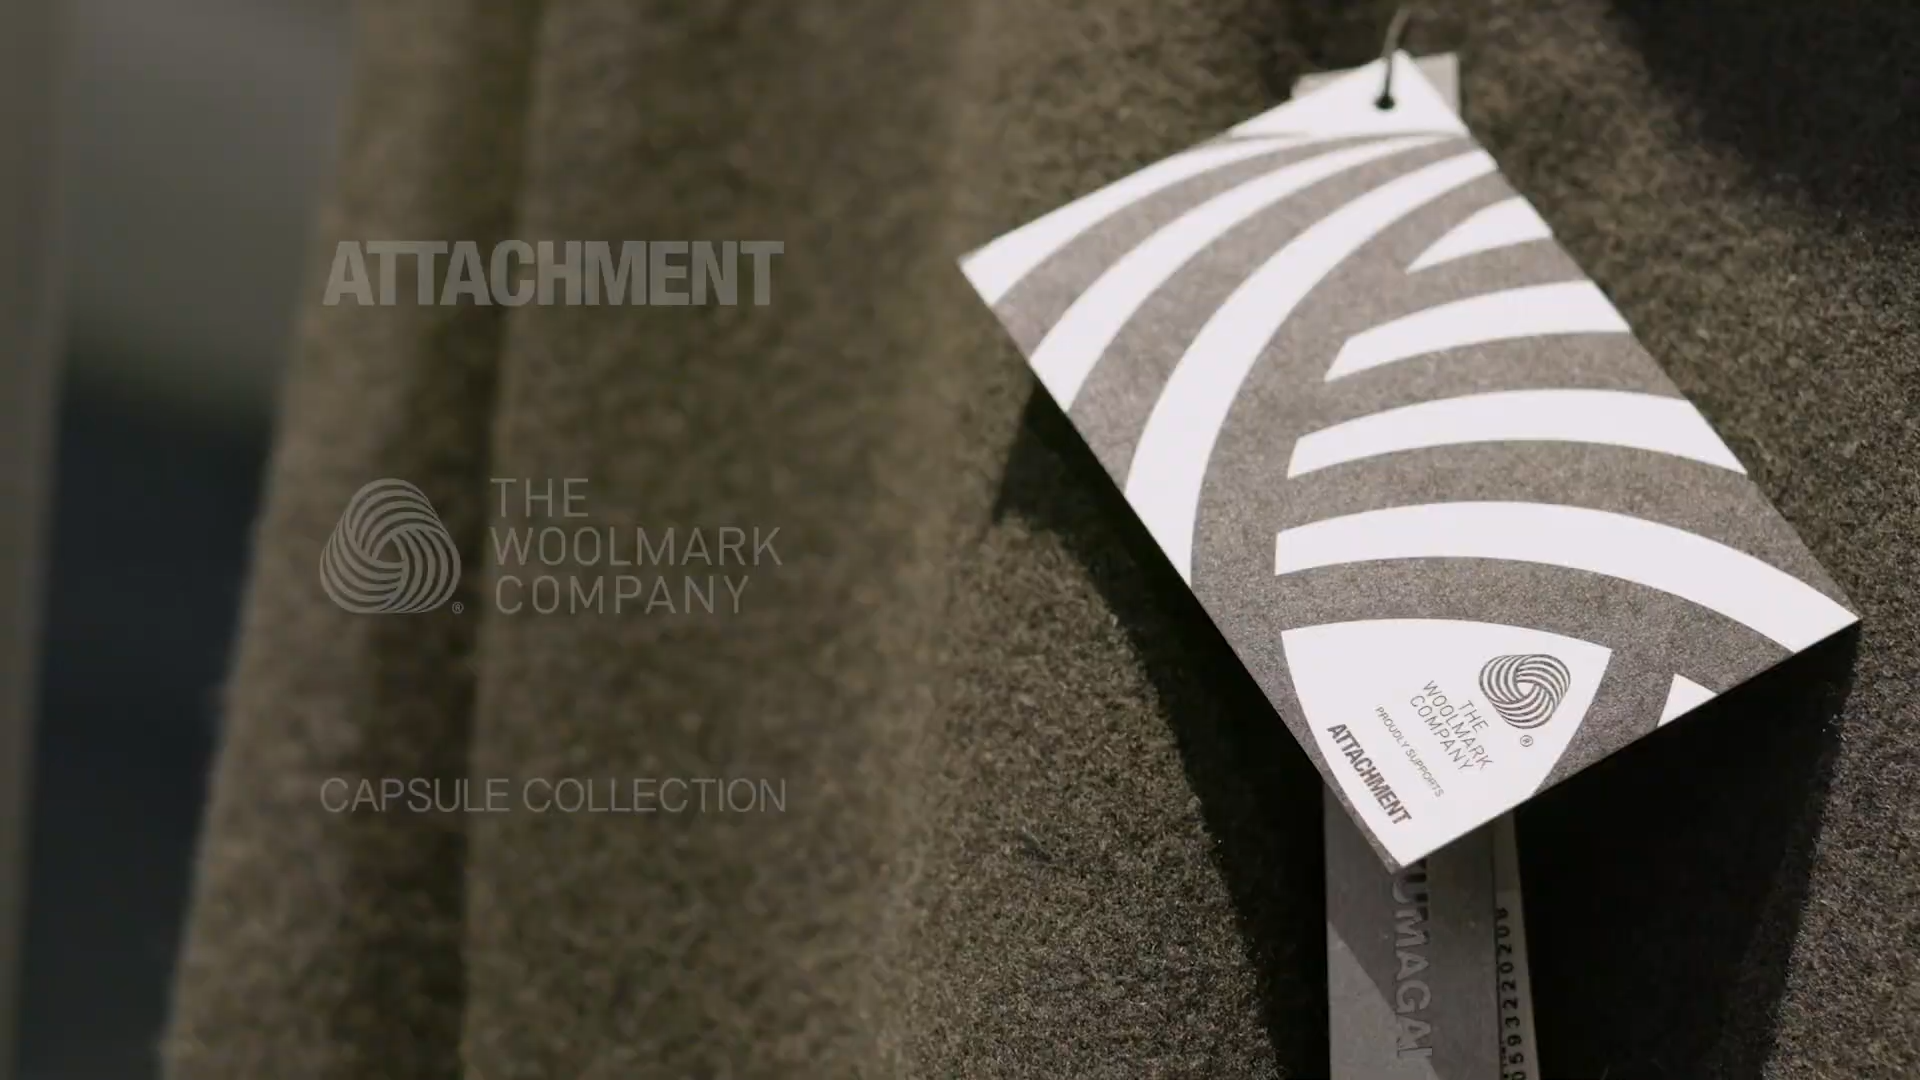 ATTACHMENT
THE
WOOLMARK
COMPANY
®
CAPSULE COLLECTION
THE
WOOLMARK
COMPANY
®
PROUDLY SUPPORTS
ATTACHMENT